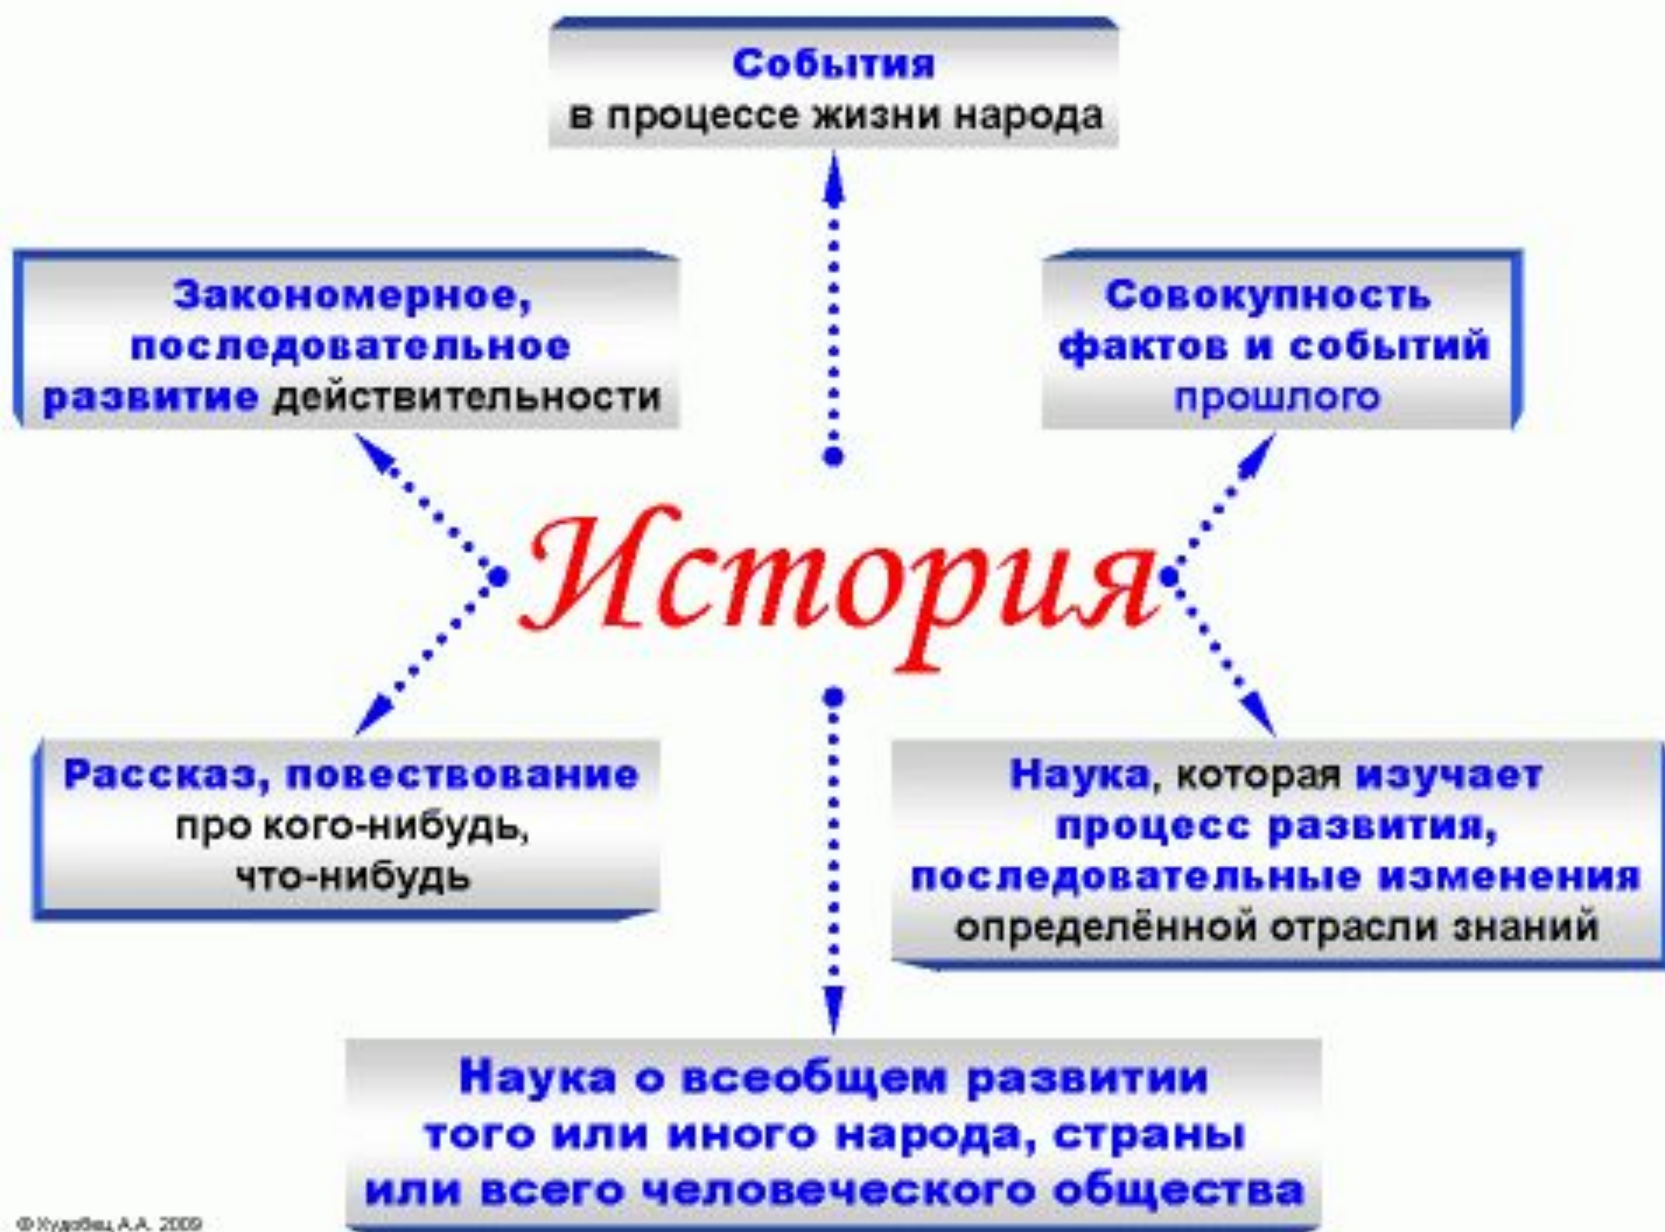 События
в процессе жизни народа
Закономерное,
последовательное
развитие действительности
Совокупность
фактов и событий
прошлого
История
Рассказ, повествование
про кого-нибудь,
что-нибудь
Наука, которая изучает
процесс развития,
последовательные изменения
определённой отрасли знаний
Наука о всеобщем развитии
того или иного народа, страны
или всего человеческого общества
© Худобец А.А. 2009